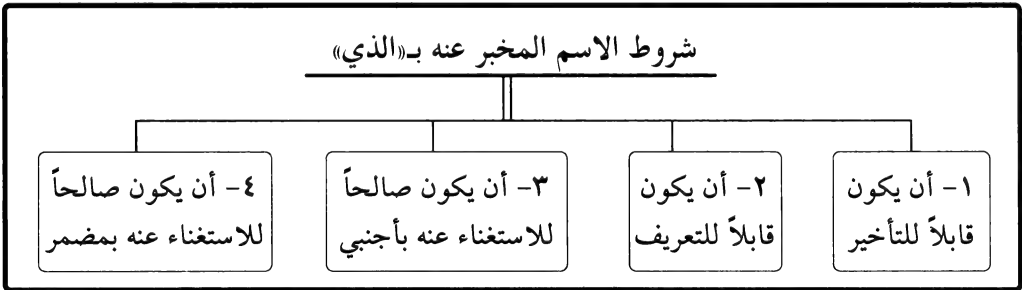 شروط الاسم المخبر عنه بـ«الذي»
١- أن يكون
قابلاً للتأخير
٢- أن يكون
قابلاً للتعريف
٣- أن يكون صالحاً
للاستغناء عنه بأجنبي
٤- أن يكون صالحاً
للاستغناء عنه بمضمر